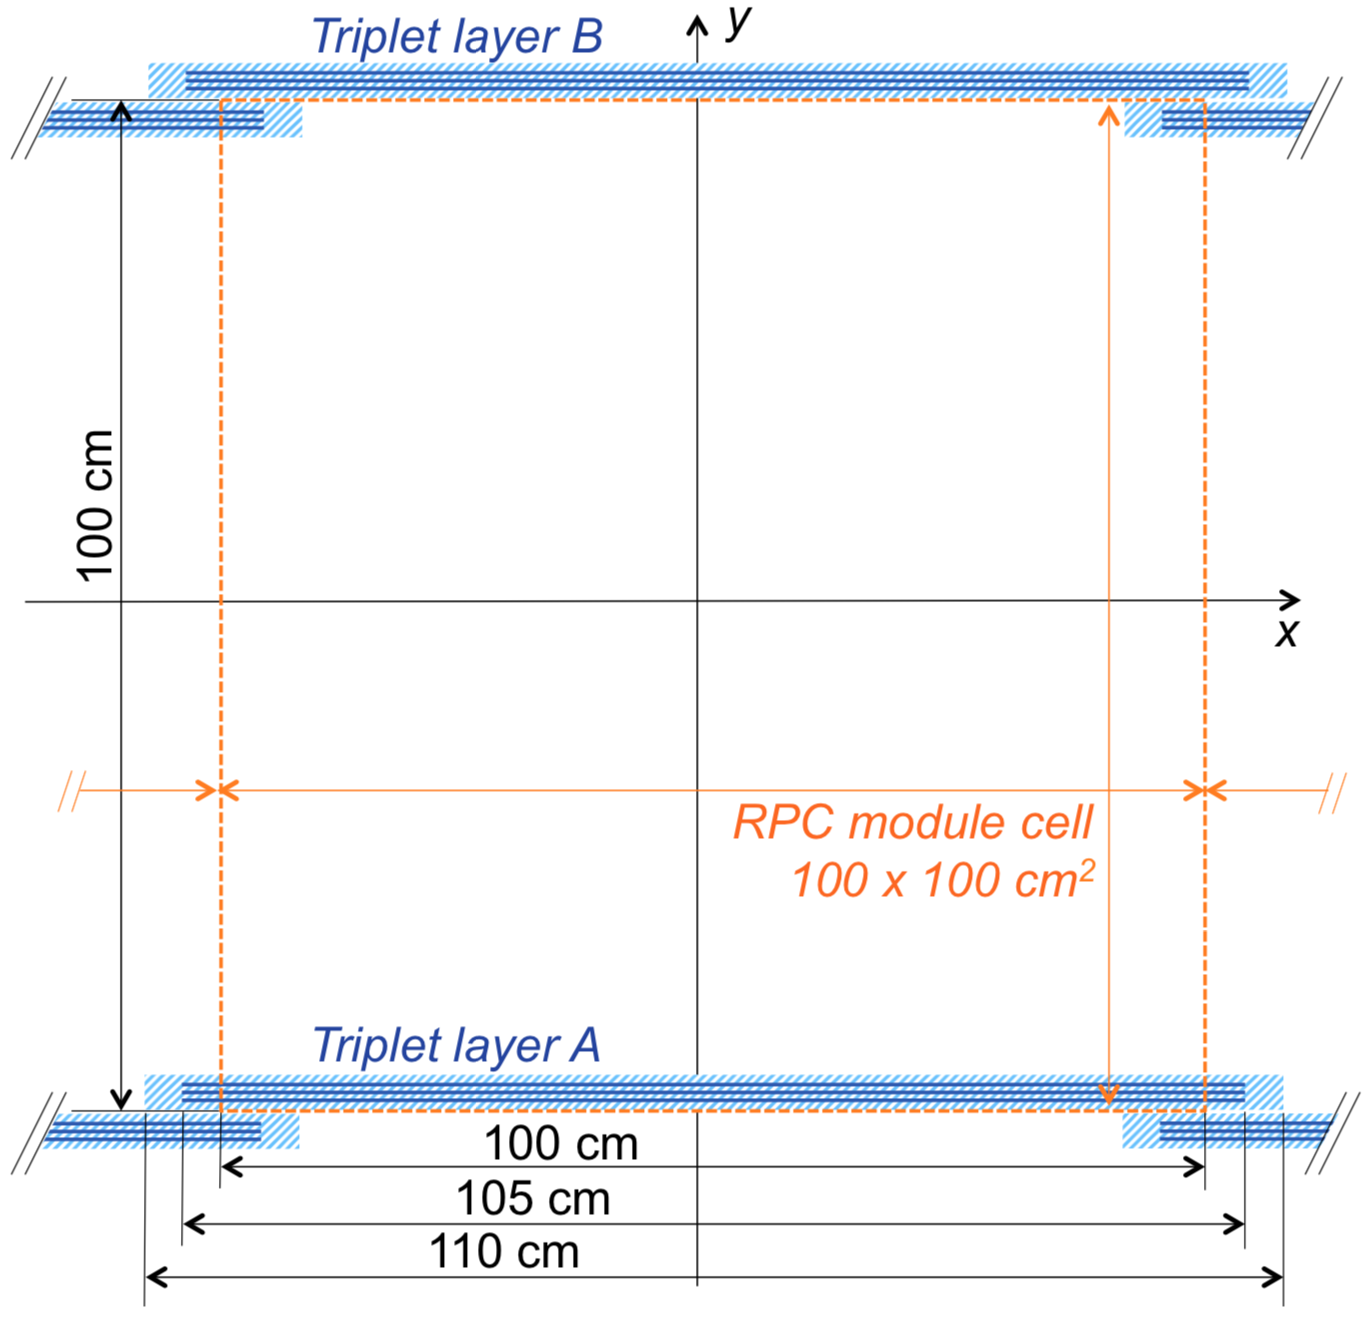 Triplet layer B
y
100 cm
x
RPC module cell
100 x 100 cm²
Triplet layer A
100 cm
105 cm
110 cm